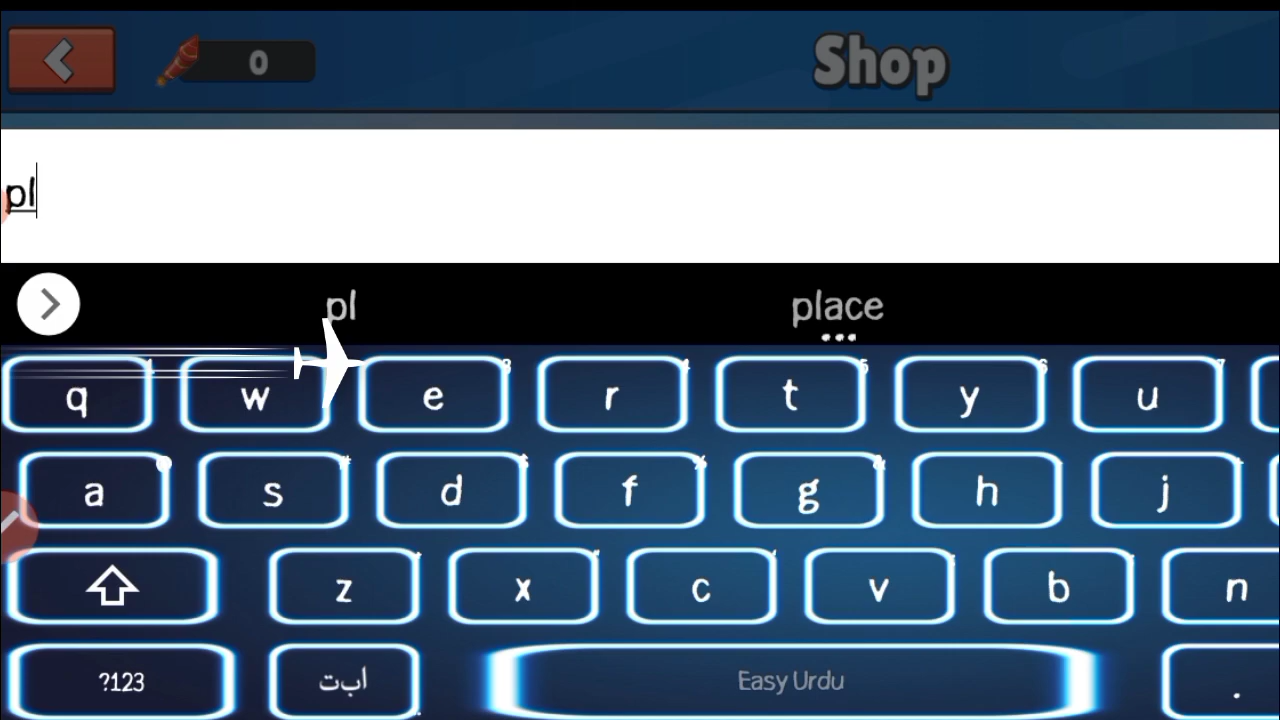 0 Shop
pl
pl place
q w e r t y u
a s d f g h j
z x c v b n
?123 ابت Easy Urdu .